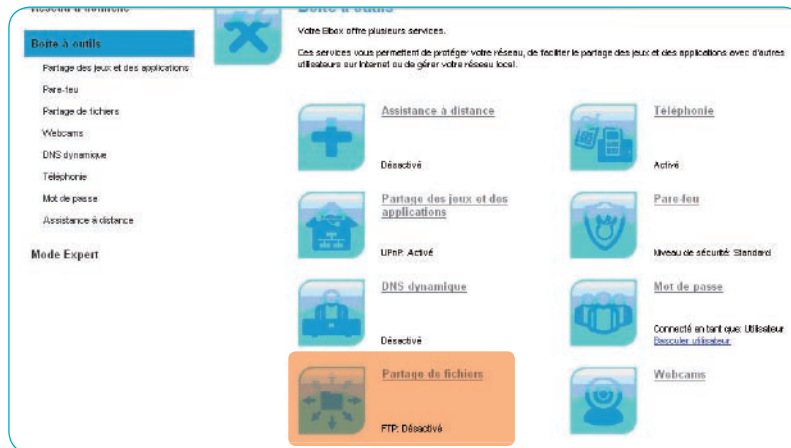 Boîte à outils
Partage des jeux et des applications
Pare-feu
Partage de fichiers
Webcams
DNS dynamique
Téléphonie
Mot de passe
Assistance à distance
Mode Expert
Votre Bbox offre plusieurs services.
Ces services vous permettent de protéger votre réseau, de faciliter le partage des jeux et des applications avec d'autres
utilisateurs sur Internet ou de gérer votre réseau local.
Assistance à distance
Désactivé
Téléphonie
Activé
Partage des jeux et des
applications
UPnP: Activé
Pare-feu
Niveau de sécurité: Standard
DNS dynamique
Désactivé
Mot de passe
Connecté en tant que: Utilisateur
Basculer utilisateur
Partage de fichiers
FTP: Désactivé
Webcams